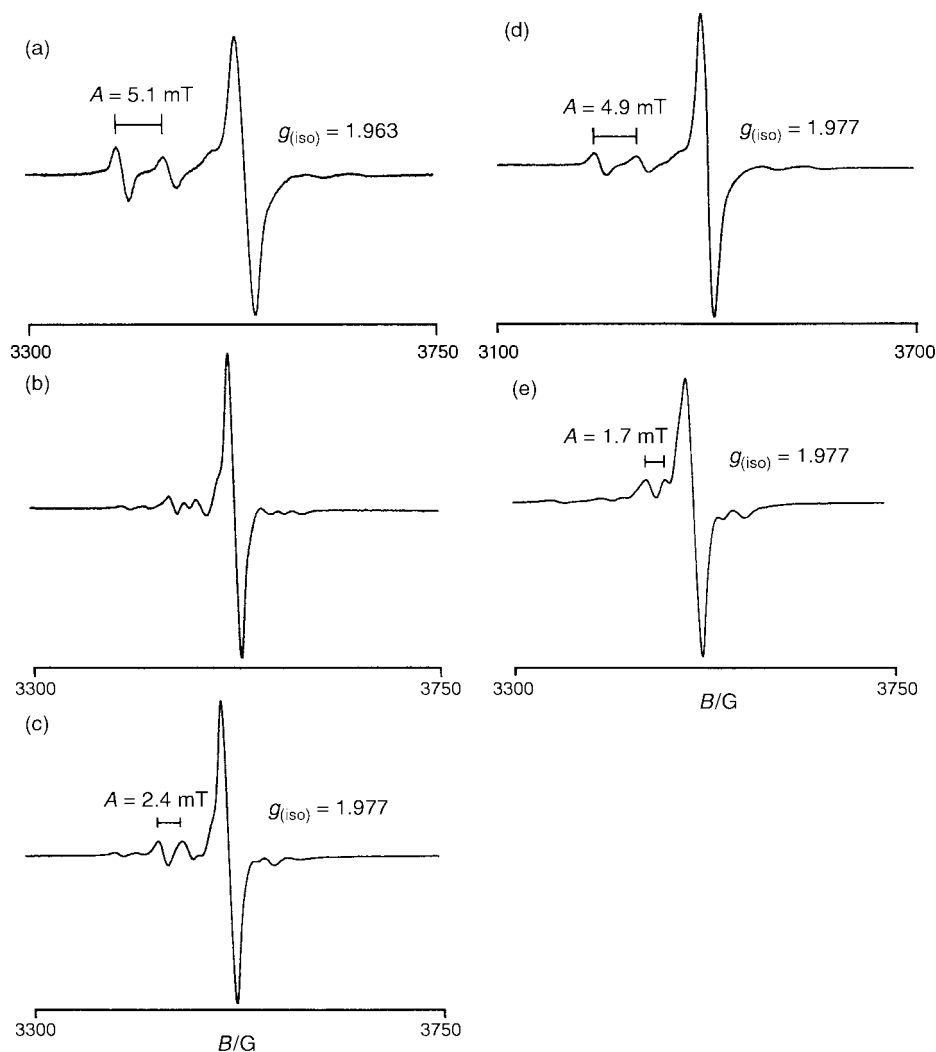 (a)
A = 5.1 mT
g(iso) = 1.963
3300
3750
(b)
3300
3750
(c)
A = 2.4 mT
g(iso) = 1.977
3300
3750
B/G
(d)
A = 4.9 mT
g(iso) = 1.977
3100
3700
(e)
A = 1.7 mT
g(iso) = 1.977
3300
3750
B/G